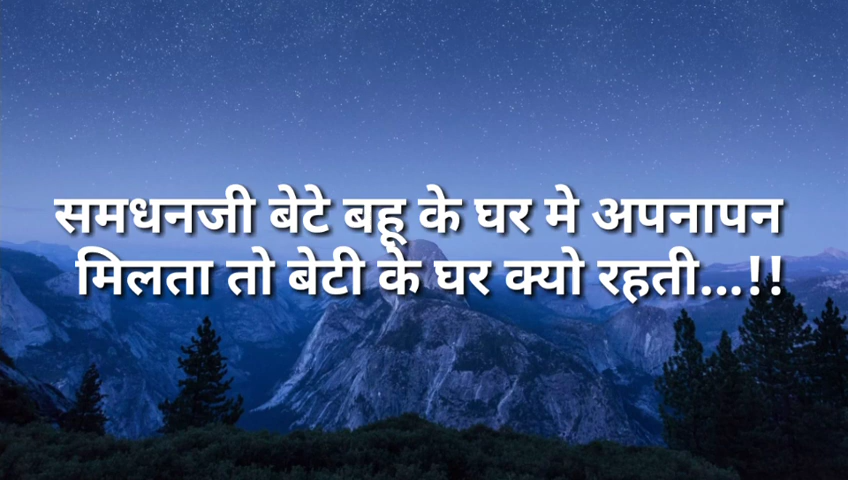 समधनजी बेटे बहू के घर मे अपनापन
मिलता तो बेटी के घर क्यो रहती...!!